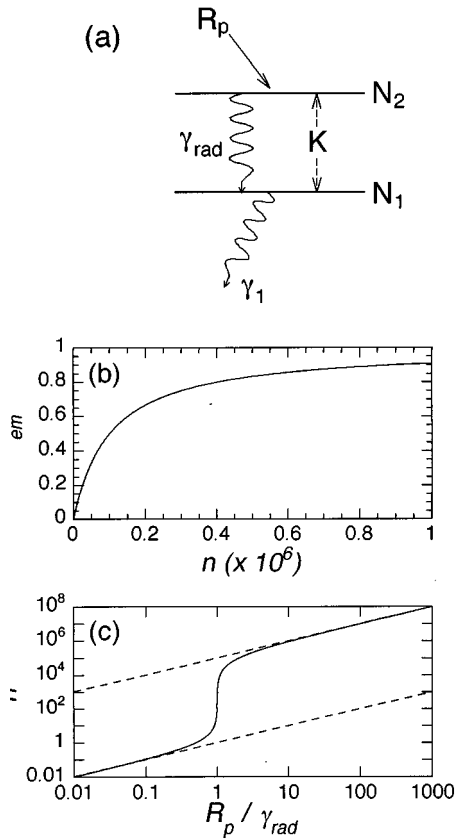 (a)
R_p
N_2
γ_rad
K
N_1
γ_1
(b)
1
0.8
0.6
0.4
0.2
0
em
0 0.2 0.4 0.6 0.8 1
n (x 10^6)
(c)
10^8
10^6
10^4
10^2
1
0.01
0.01 0.1 1 10 100 1000
R_p / γ_rad